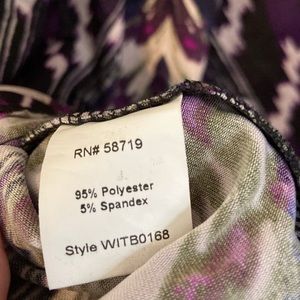 RN# 58719
95% Polyester
5% Spandex
Style WITB0168